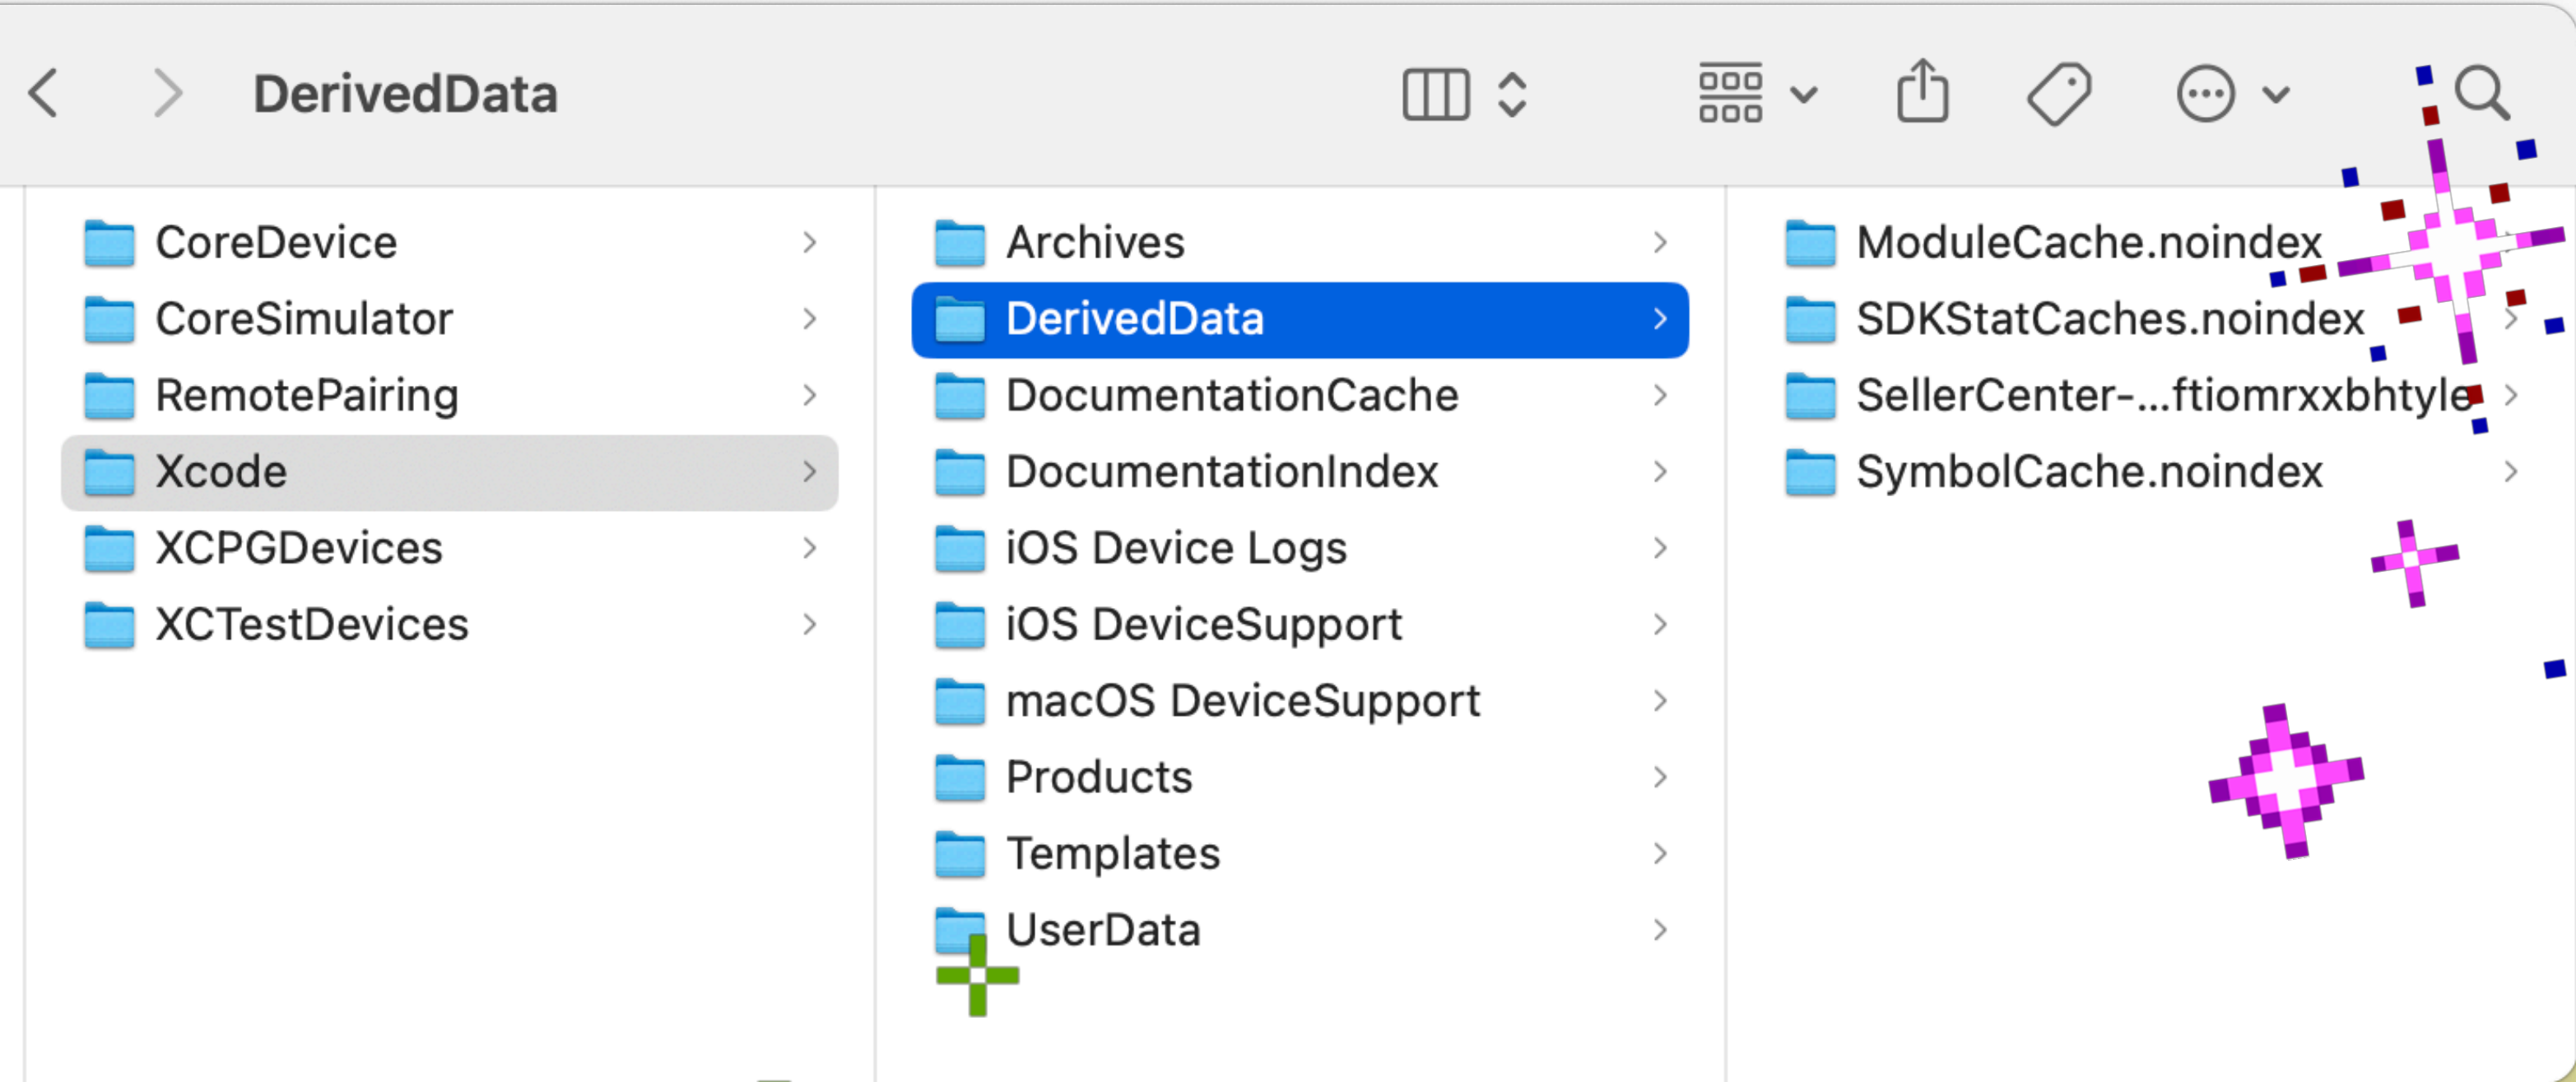 DerivedData
CoreDevice
CoreSimulator
RemotePairing
Xcode
XCPGDevices
XCTestDevices
Archives
DerivedData
DocumentationCache
DocumentationIndex
iOS Device Logs
iOS DeviceSupport
macOS DeviceSupport
Products
Templates
UserData
ModuleCache.noindex
SDKStatCaches.noindex
SellerCenter-...ftiomrxxbhtyle
SymbolCache.noindex